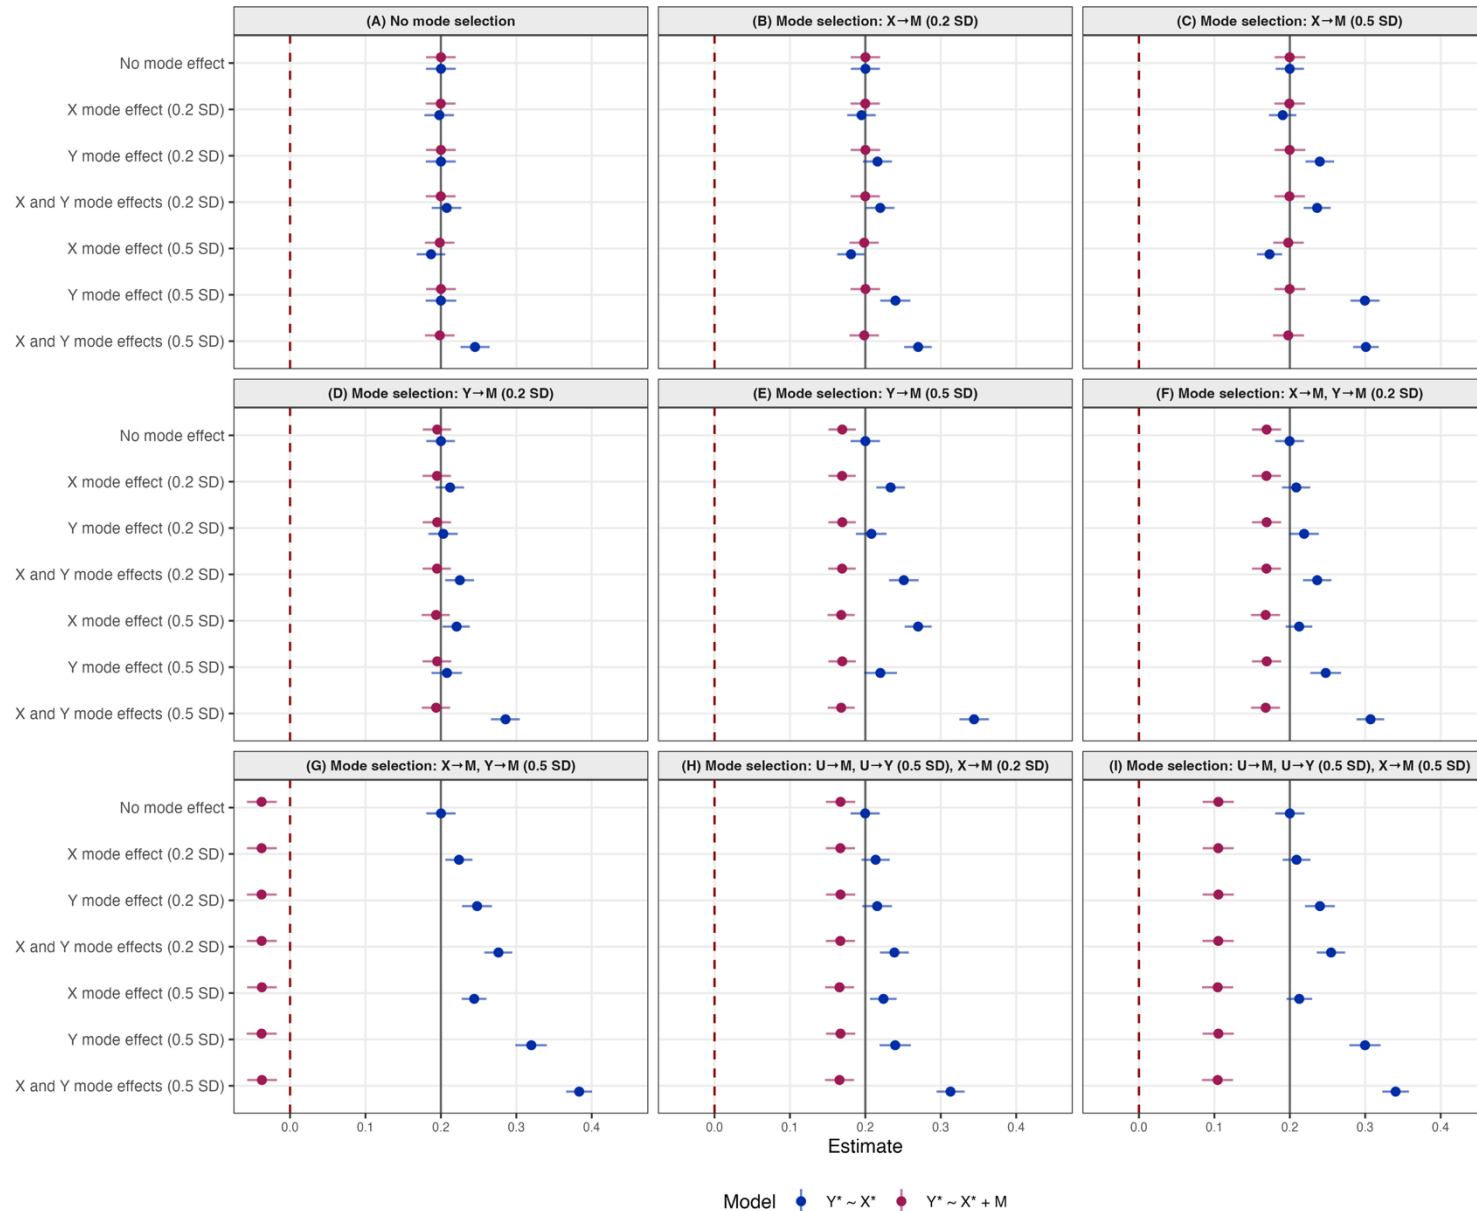 (A) No mode selection
(B) Mode selection: X→M (0.2 SD)
(C) Mode selection: X→M (0.5 SD)
No mode effect
X mode effect (0.2 SD)
Y mode effect (0.2 SD)
X and Y mode effects (0.2 SD)
X mode effect (0.5 SD)
Y mode effect (0.5 SD)
X and Y mode effects (0.5 SD)
(D) Mode selection: Y→M (0.2 SD)
(E) Mode selection: Y→M (0.5 SD)
(F) Mode selection: X→M, Y→M (0.2 SD)
No mode effect
X mode effect (0.2 SD)
Y mode effect (0.2 SD)
X and Y mode effects (0.2 SD)
X mode effect (0.5 SD)
Y mode effect (0.5 SD)
X and Y mode effects (0.5 SD)
(G) Mode selection: X→M, Y→M (0.5 SD)
(H) Mode selection: U→M, U→Y (0.5 SD), X→M (0.2 SD)
(I) Mode selection: U→M, U→Y (0.5 SD), X→M (0.5 SD)
No mode effect
X mode effect (0.2 SD)
Y mode effect (0.2 SD)
X and Y mode effects (0.2 SD)
X mode effect (0.5 SD)
Y mode effect (0.5 SD)
X and Y mode effects (0.5 SD)
0.0 0.1 0.2 0.3 0.4
0.0 0.1 0.2 0.3 0.4
0.0 0.1 0.2 0.3 0.4
Estimate
Model Y* ~ X* Y* ~ X* + M